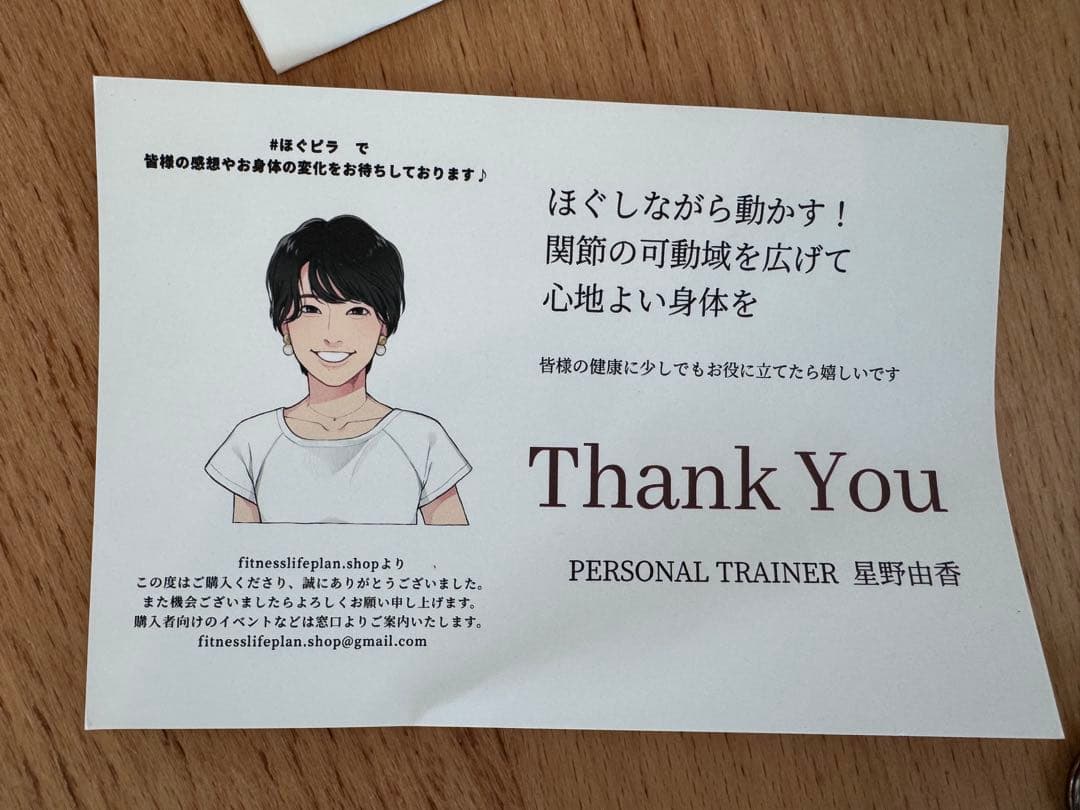 #ほぐピラ　で
皆様の感想やお身体の変化をお待ちしております♪
ほぐしながら動かす！
関節の可動域を広げて
心地よい身体を
皆様の健康に少しでもお役に立てたら嬉しいです
Thank You
PERSONAL TRAINER 星野由香
fitnesslifeplan.shopより
この度はご購入くださり、誠にありがとうございました。
また機会ございましたらよろしくお願い申し上げます。
購入者向けのイベントなどは窓口よりご案内いたします。
fitnesslifeplan.shop@gmail.com